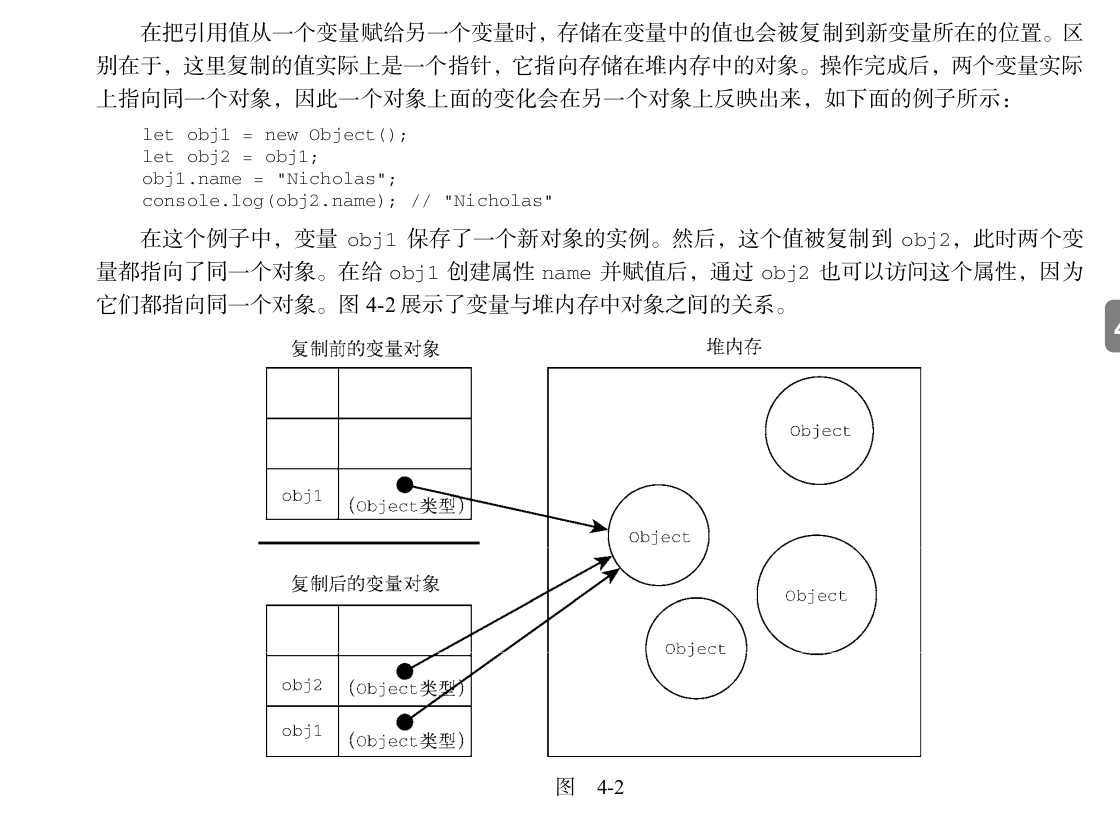 在把引用值从一个变量赋给另一个变量时，存储在变量中的值也会被复制到新变量所在的位置。区
别在于，这里复制的值实际上是一个指针，它指向存储在堆内存中的对象。操作完成后，两个变量实际
上指向同一个对象，因此一个对象上面的变化会在另一个对象上反映出来，如下面的例子所示：
let obj1 = new Object();
let obj2 = obj1;
obj1.name = "Nicholas";
console.log(obj2.name); // "Nicholas"
在这个例子中，变量 obj1 保存了一个新对象的实例。然后，这个值被复制到 obj2，此时两个变
量都指向了同一个对象。在给 obj1 创建属性 name 并赋值后，通过 obj2 也可以访问这个属性，因为
它们都指向同一个对象。图 4-2 展示了变量与堆内存中对象之间的关系。
复制前的变量对象
obj1
(Object类型)
复制后的变量对象
obj2
(Object类型)
obj1
(Object类型)
堆内存
Object
Object
Object
Object
图 4-2